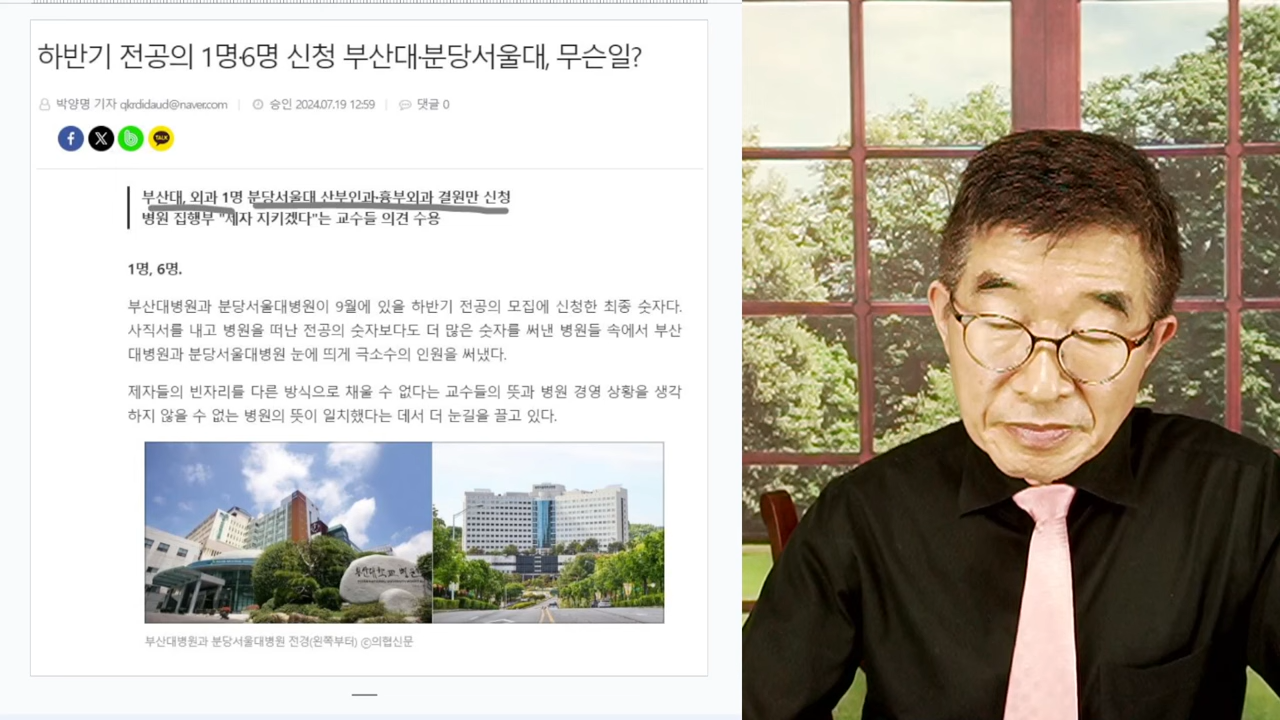 하반기 전공의 1명·6명 신청 부산대·분당서울대, 무슨일?
박양명 기자 qkrdidaud@naver.com
승인 2024.07.19 12:59
댓글 0
TALK
부산대, 외과 1명 분당서울대 산부인과·흉부외과 결원만 신청
병원 집행부 "제자 지키겠다"는 교수들 의견 수용
1명, 6명.
부산대병원과 분당서울대병원이 9월에 있을 하반기 전공의 모집에 신청한 최종 숫자다.
사직서를 내고 병원을 떠난 전공의 숫자보다도 더 많은 숫자를 써낸 병원들 속에서 부산
대병원과 분당서울대병원 눈에 띄게 극소수의 인원을 써냈다.
제자들의 빈자리를 다른 방식으로 채울 수 없다는 교수들의 뜻과 병원 경영 상황을 생각
하지 않을 수 없는 병원의 뜻이 일치했다는 데서 더 눈길을 끌고 있다.
부산대학교병원
부산대병원과 분당서울대병원 전경(왼쪽부터) ⓒ의협신문